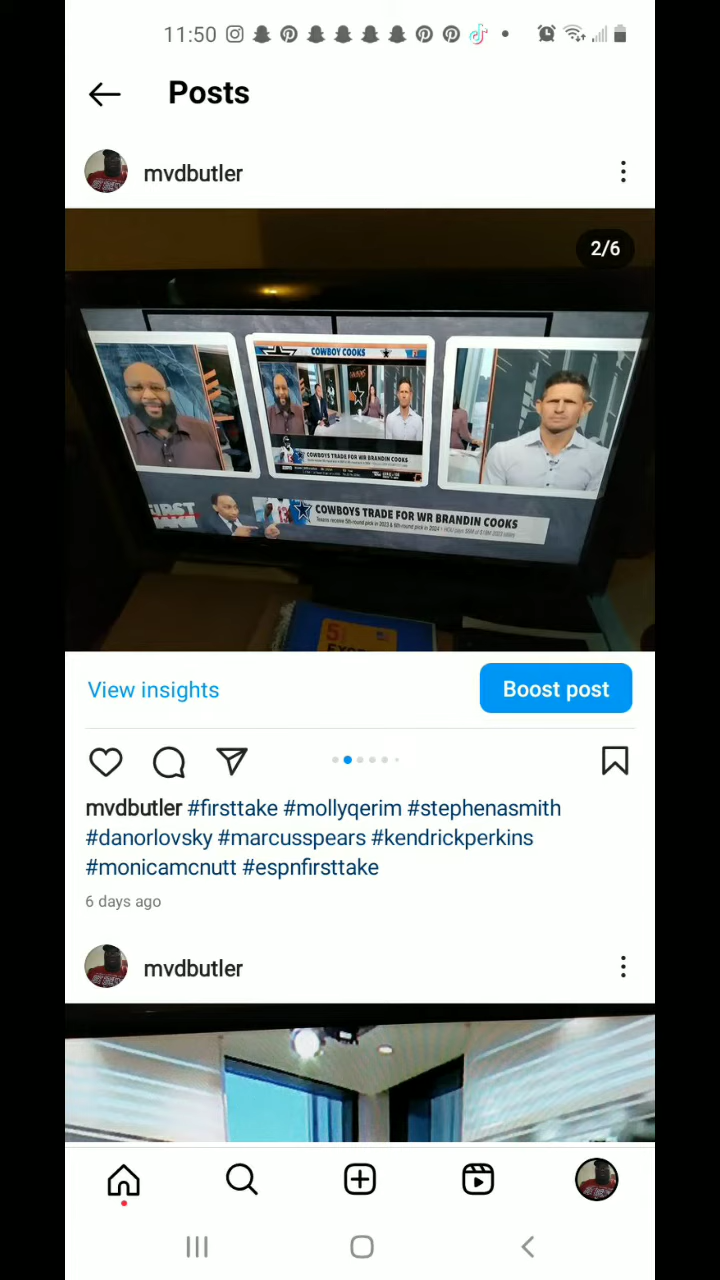 11:50
Posts
mvdbutler
2/6
COWBOY COOKS
COWBOYS TRADE FOR WR BRANDIN COOKS
FIRST
TAKE
COWBOYS TRADE FOR WR BRANDIN COOKS
Texans receive 5th-round pick in 2023 & 6th-round pick in 2024
5
View insights
Boost post
mvdbutler #firsttake #mollyqerim #stephenasmith
#danorlovsky #marcusspears #kendrickperkins
#monicamcnutt #espnfirsttake
6 days ago
mvdbutler